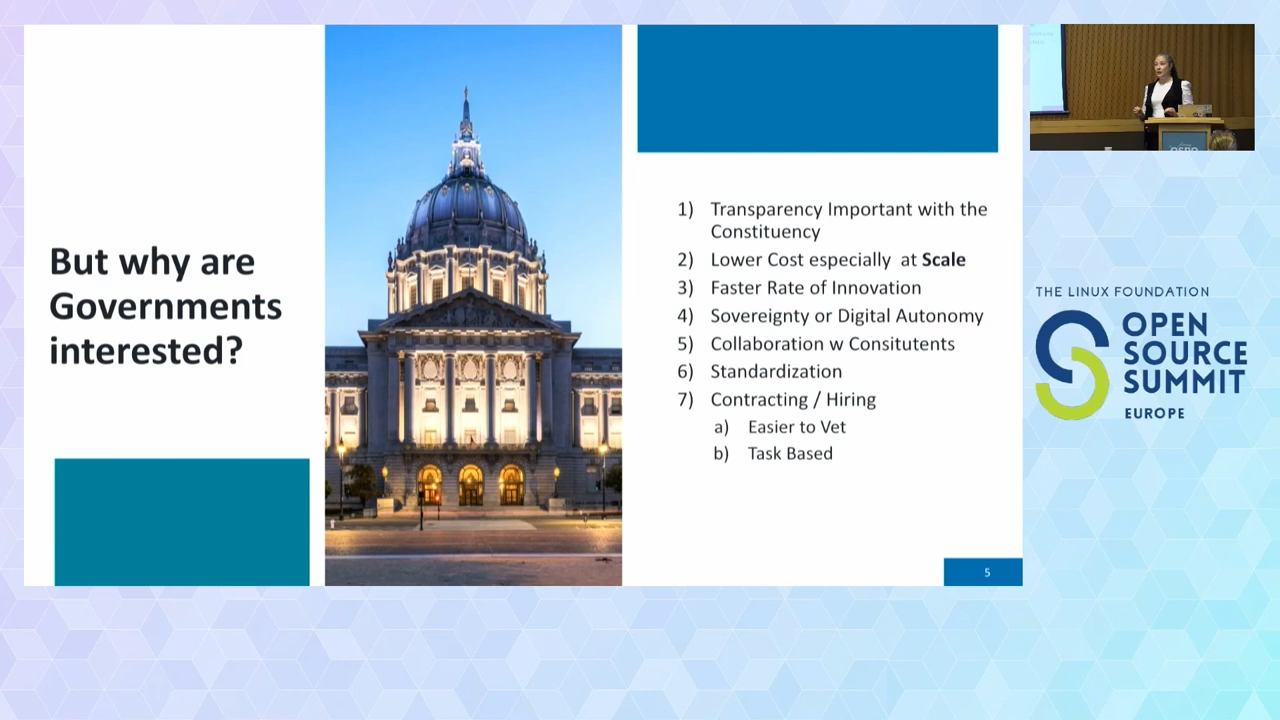 But why are
Governments
interested?
1) Transparency Important with the
Constituency
2) Lower Cost especially at Scale
3) Faster Rate of Innovation
4) Sovereignty or Digital Autonomy
5) Collaboration w Consitutents
6) Standardization
7) Contracting / Hiring
a) Easier to Vet
b) Task Based
5
THE LINUX FOUNDATION
OPEN
SOURCE
SUMMIT
EUROPE